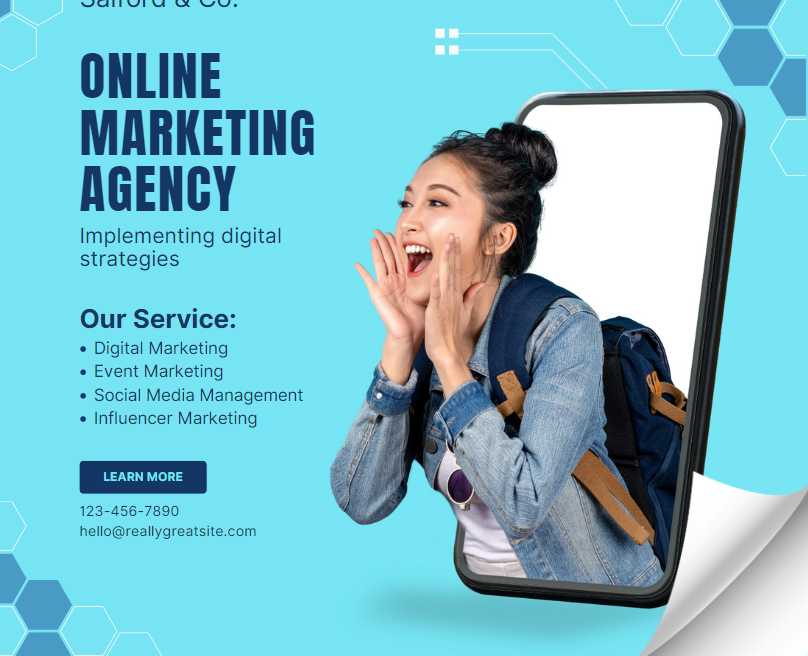 Salford & Co.
ONLINE
MARKETING
AGENCY
Implementing digital
strategies
Our Service:
• Digital Marketing
• Event Marketing
• Social Media Management
• Influencer Marketing
LEARN MORE
123-456-7890
hello@reallygreatsite.com